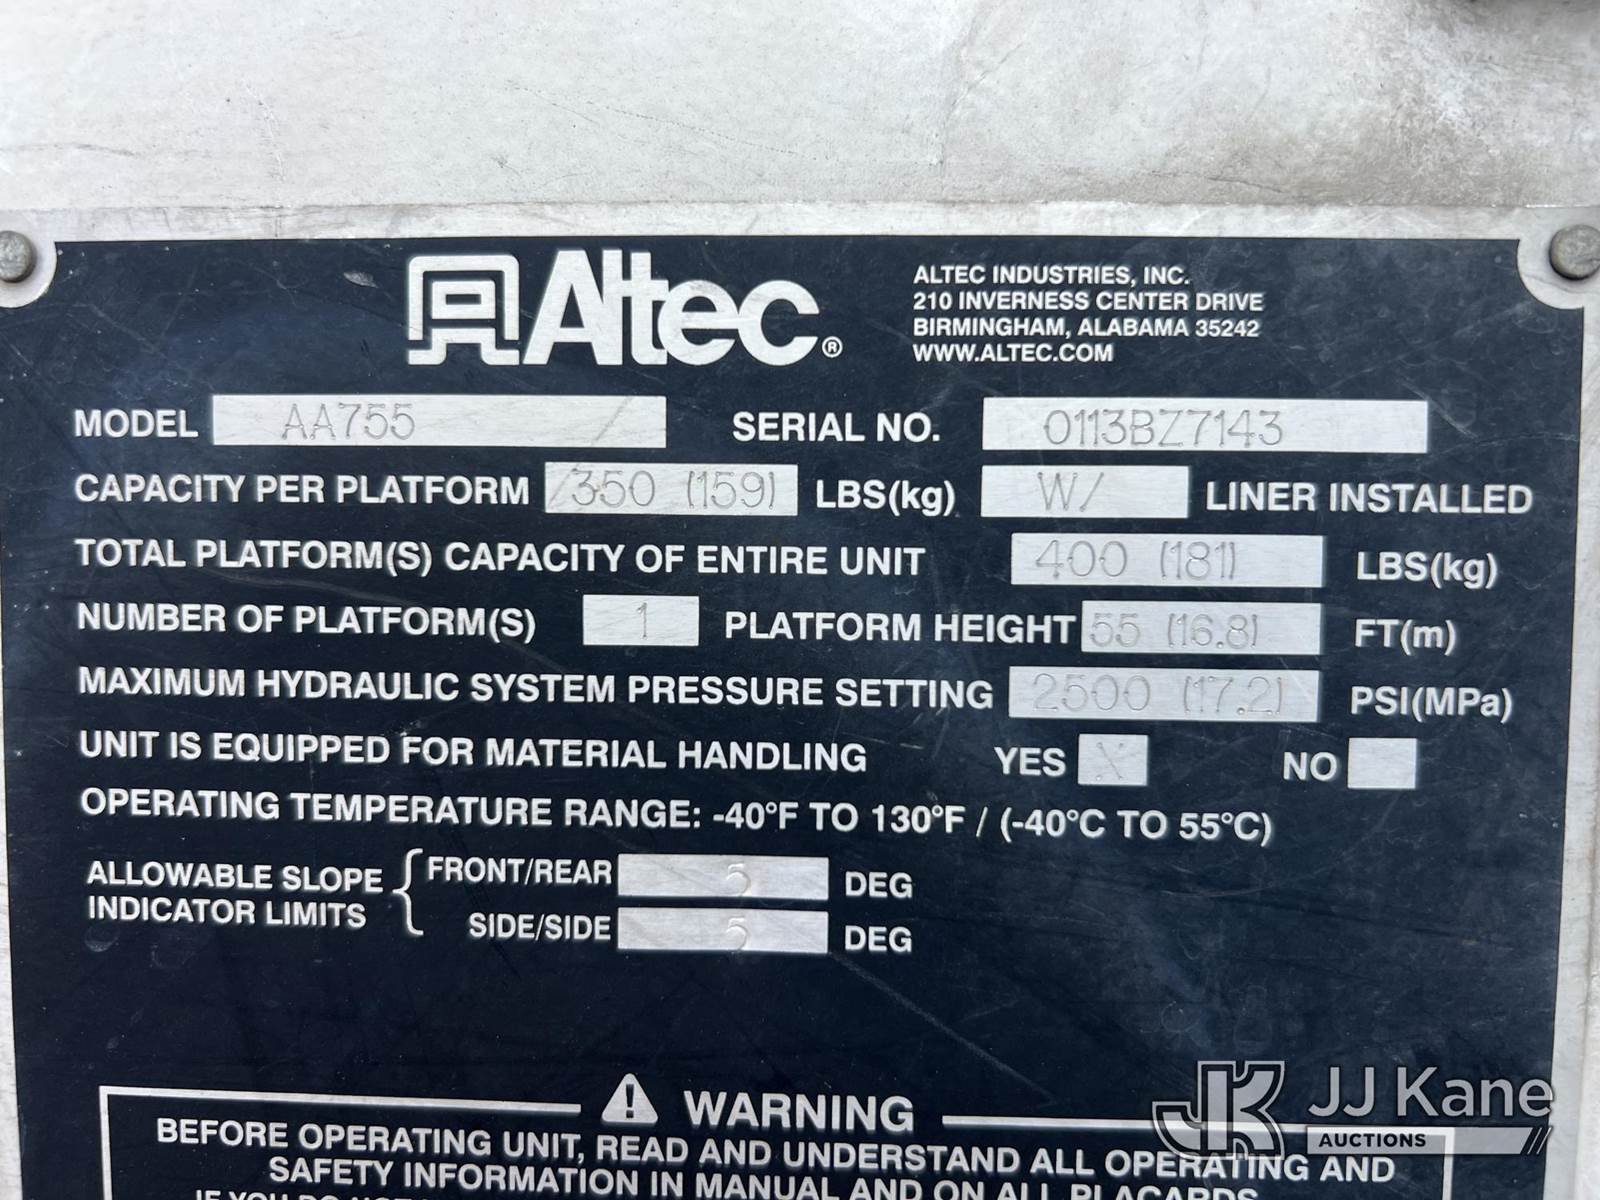 Altec®
ALTEC INDUSTRIES, INC.
210 INVERNESS CENTER DRIVE
BIRMINGHAM, ALABAMA 35242
WWW.ALTEC.COM
MODEL AA755 / SERIAL NO. 0113BZ7143
CAPACITY PER PLATFORM /350 (159) LBS(kg) W/ LINER INSTALLED
TOTAL PLATFORM(S) CAPACITY OF ENTIRE UNIT 400 (181) LBS(kg)
NUMBER OF PLATFORM(S) 1 PLATFORM HEIGHT 55 (16.8) FT(m)
MAXIMUM HYDRAULIC SYSTEM PRESSURE SETTING 2500 (17.2) PSI(MPa)
UNIT IS EQUIPPED FOR MATERIAL HANDLING YES X NO
OPERATING TEMPERATURE RANGE: -40°F TO 130°F / (-40°C TO 55°C)
ALLOWABLE SLOPE INDICATOR LIMITS
FRONT/REAR 5 DEG
SIDE/SIDE 5 DEG
WARNING
BEFORE OPERATING UNIT, READ AND UNDERSTAND ALL OPERATING AND
SAFETY INFORMATION IN MANUAL AND ON ALL PLACARDS.
IF YOU DO NOT
JK JJ Kane
AUCTIONS